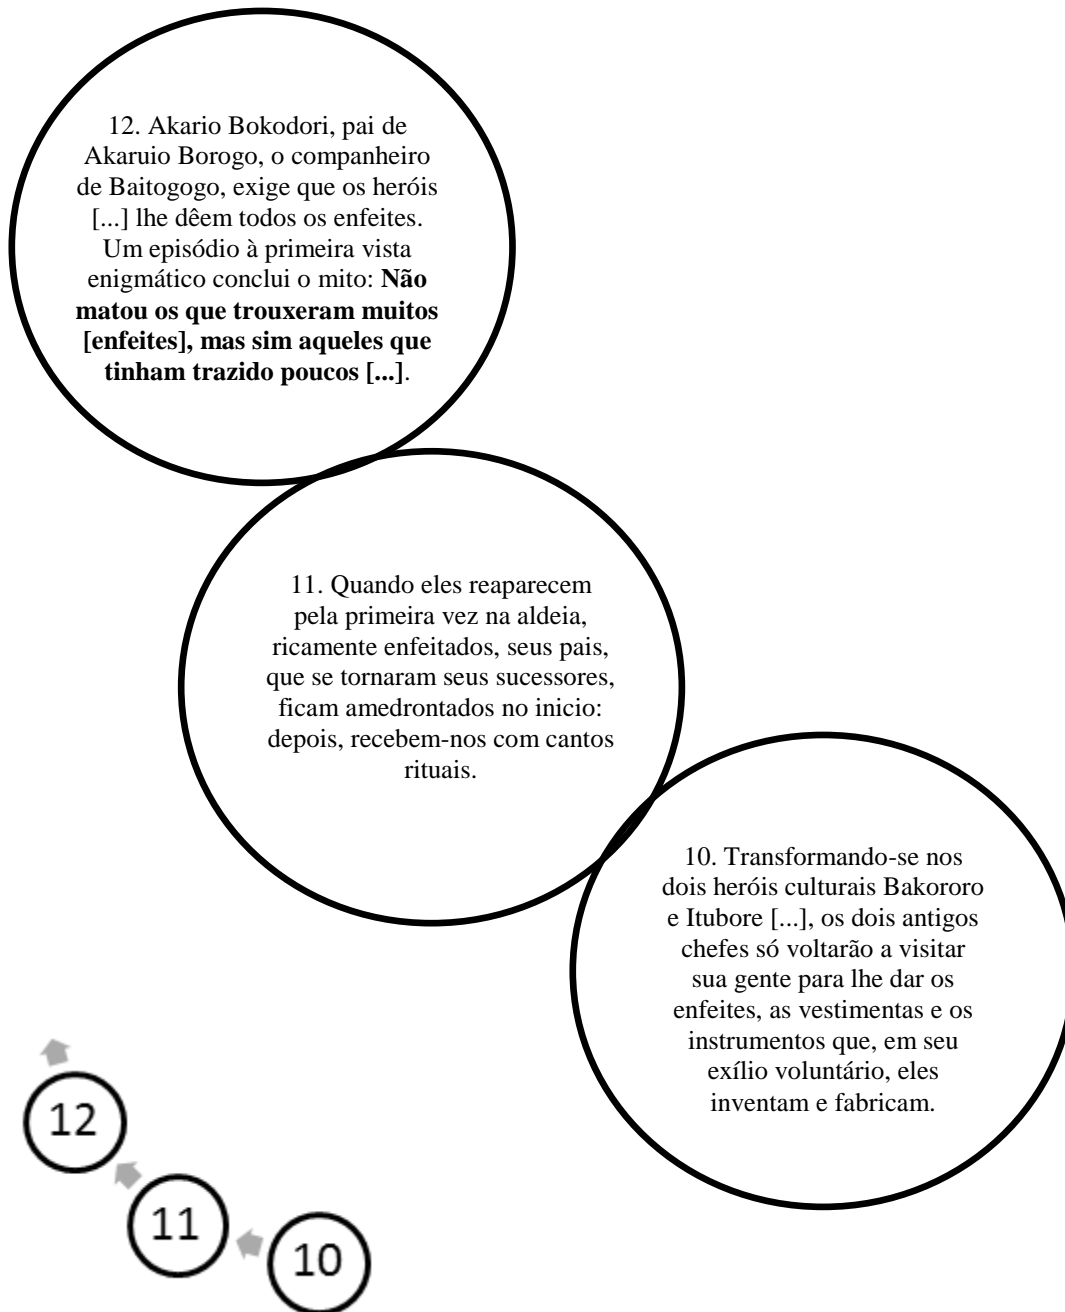 12. Akario Bokodori, pai de
Akaruio Borogo, o companheiro
de Baitogogo, exige que os heróis
[...] lhe dêem todos os enfeites.
Um episódio à primeira vista
enigmático conclui o mito: Não
matou os que trouxeram muitos
[enfeites], mas sim aqueles que
tinham trazido poucos [...].
11. Quando eles reaparecem
pela primeira vez na aldeia,
ricamente enfeitados, seus pais,
que se tornaram seus sucessores,
ficam amedrontados no inicio:
depois, recebem-nos com cantos
rituais.
10. Transformando-se nos
dois heróis culturais Bakororo
e Itubore [...], os dois antigos
chefes só voltarão a visitar
sua gente para lhe dar os
enfeites, as vestimentas e os
instrumentos que, em seu
exílio voluntário, eles
inventam e fabricam.
12
11
10